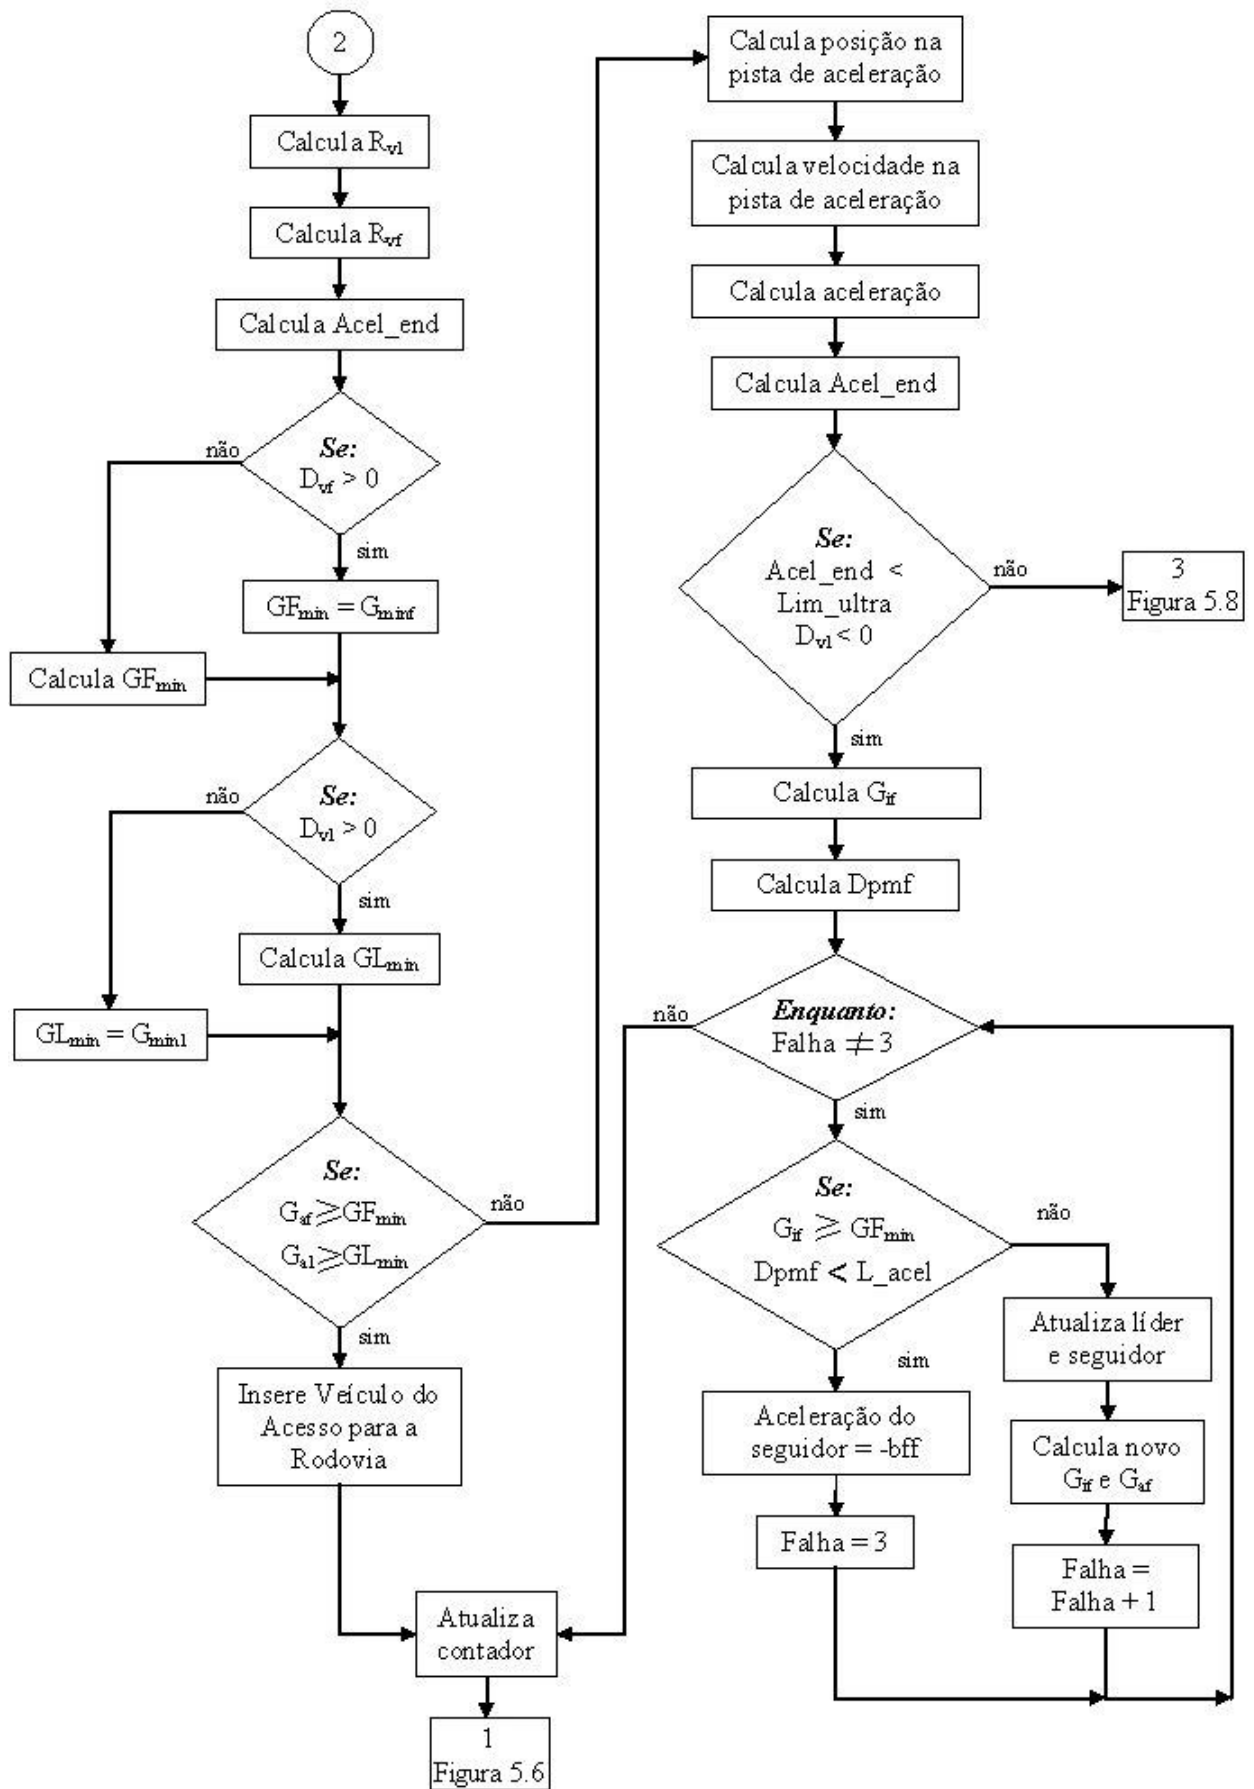 2
Calcula Rvl
Calcula Rvf
Calcula Acel_end
Se:
Dvf > 0
não
sim
GFmin = Gminf
Calcula GFmin
Se:
Dvl > 0
não
sim
Calcula GLmin
GLmin = Gminl
Se:
Gaf ⩾ GFmin
Gal ⩾ GLmin
não
sim
Insere Veículo do
Acesso para a
Rodovia
Atualiza
contador
1
Figura 5.6
Calcula posição na
pista de aceleração
Calcula velocidade na
pista de aceleração
Calcula aceleração
Calcula Acel_end
Se:
Acel_end <
Lim_ultra
Dvl < 0
não
3
Figura 5.8
sim
Calcula Gif
Calcula Dpmf
Enquanto:
Falha ≠ 3
não
sim
Se:
Gif ⩾ GFmin
Dpmf < L_acel
não
sim
Atualiza líder
e seguidor
Calcula novo
Gif e Gaf
Falha =
Falha + 1
Aceleração do
seguidor = -bff
Falha = 3